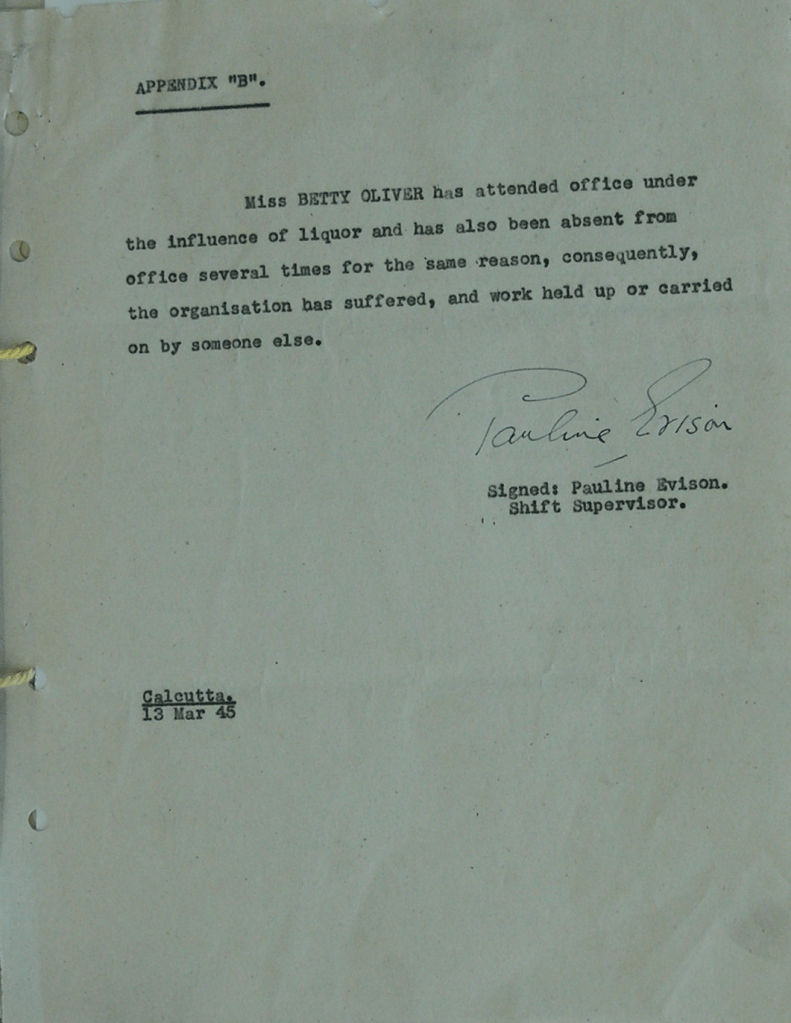 APPENDIX "B".
Miss BETTY OLIVER has attended office under
the influence of liquor and has also been absent from
office several times for the same reason, consequently,
the organisation has suffered, and work held up or carried
on by someone else.
Pauline Evison
Signed: Pauline Evison.
Shift Supervisor.
Calcutta.
13 Mar 45